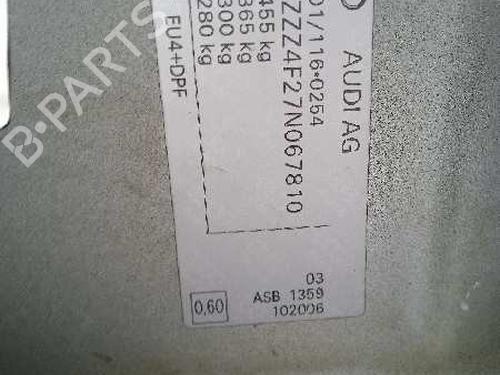 AUDI AG
01/116*0254
ZZZ4F27N067810
455 kg
365 kg
300 kg
280 kg
EU4+DPF
03
ASB 1359
0,60
102006
B-PARTS